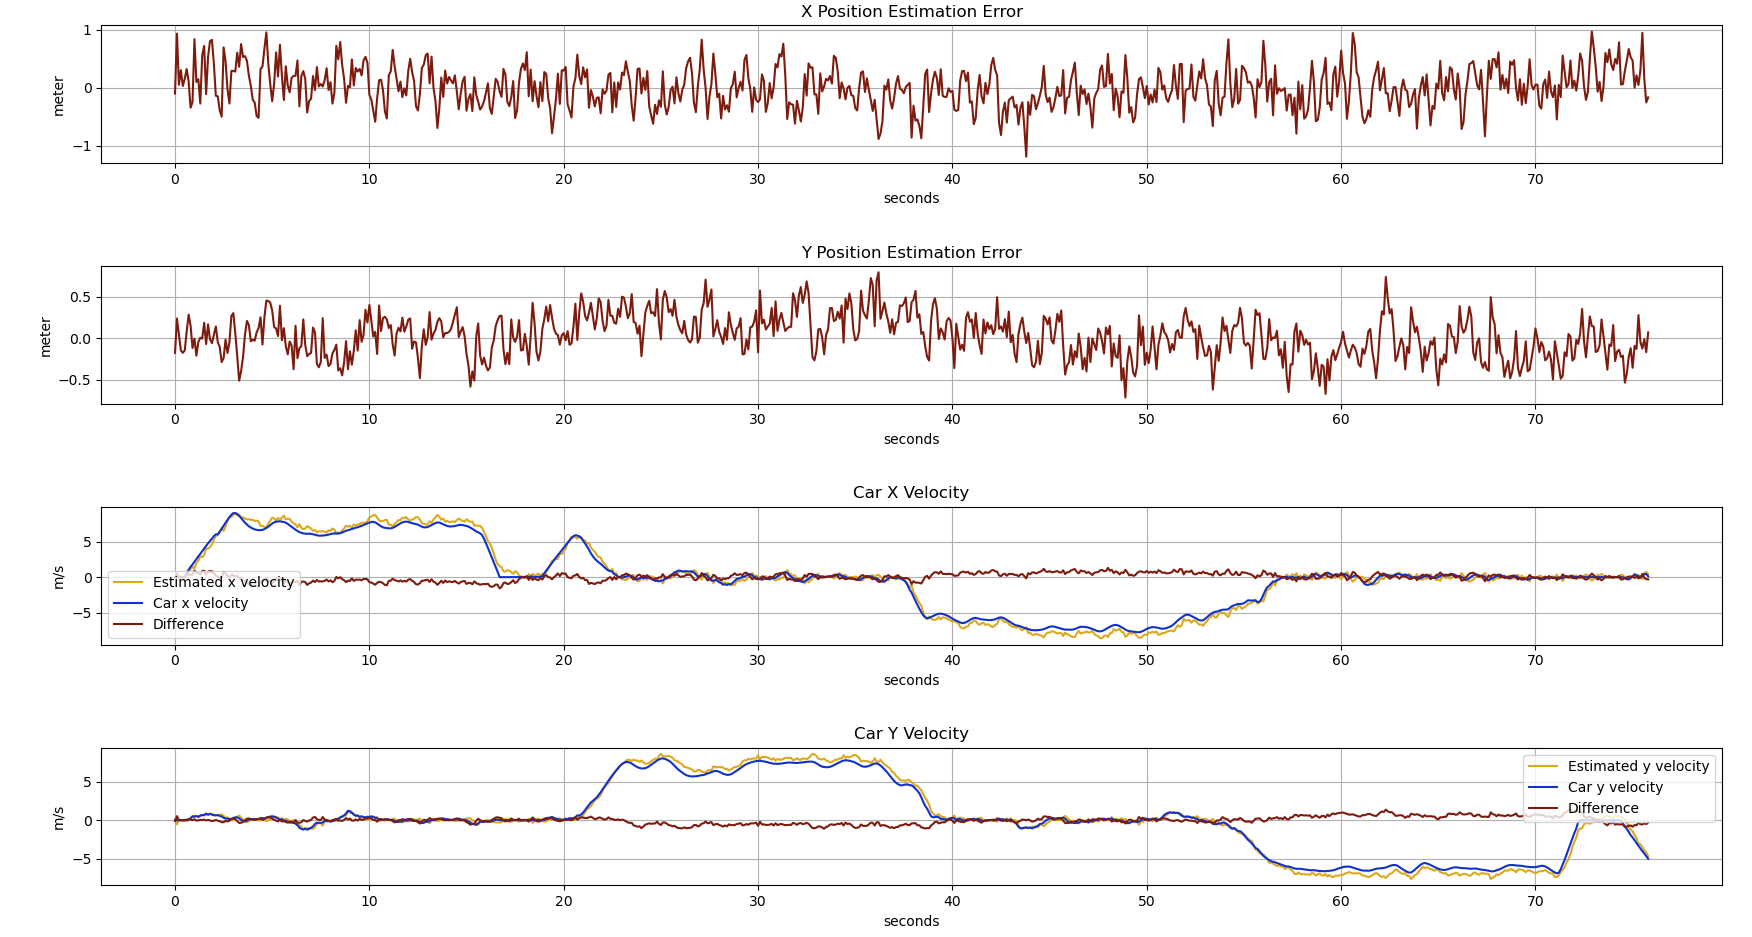 X Position Estimation Error
1
0
−1
meter
0 10 20 30 40 50 60 70
seconds
Y Position Estimation Error
0.5
0.0
−0.5
meter
0 10 20 30 40 50 60 70
seconds
Car X Velocity
5
0
−5
m/s
Estimated x velocity
Car x velocity
Difference
0 10 20 30 40 50 60 70
seconds
Car Y Velocity
5
0
−5
m/s
Estimated y velocity
Car y velocity
Difference
0 10 20 30 40 50 60 70
seconds